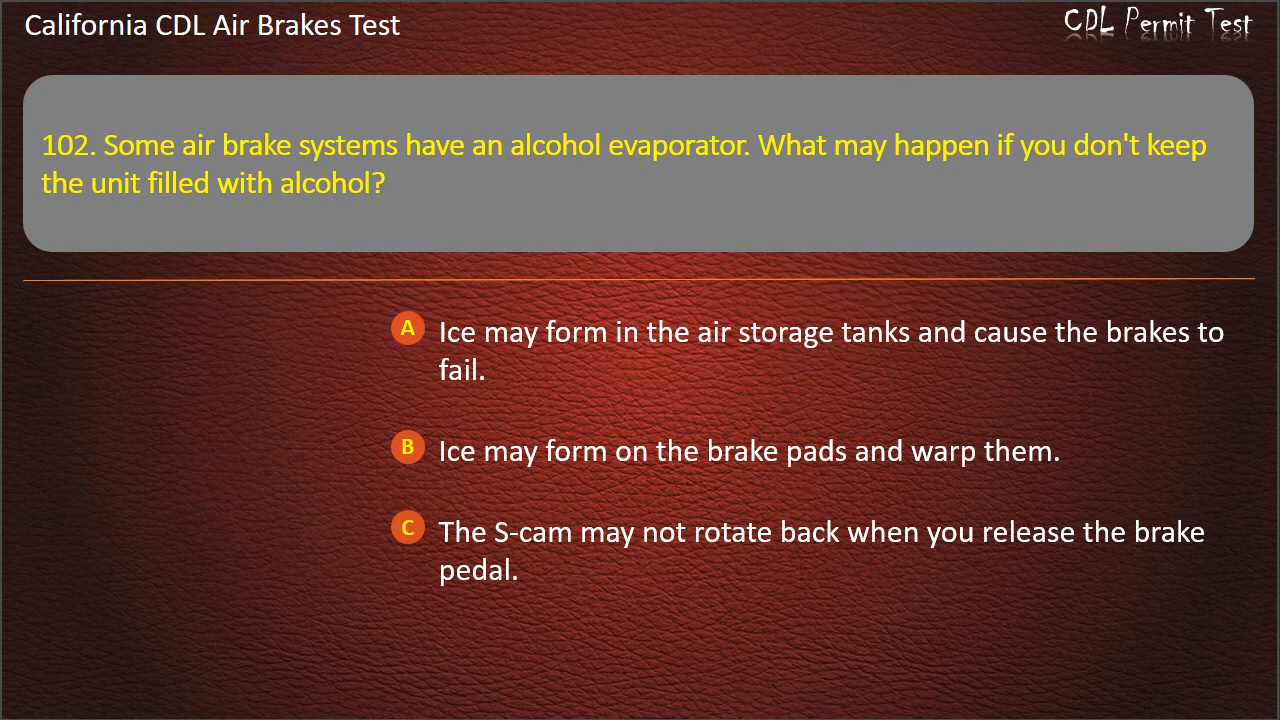 California CDL Air Brakes Test
CDL Permit Test
102. Some air brake systems have an alcohol evaporator. What may happen if you don't keep
the unit filled with alcohol?
A Ice may form in the air storage tanks and cause the brakes to
fail.
B Ice may form on the brake pads and warp them.
C The S-cam may not rotate back when you release the brake
pedal.